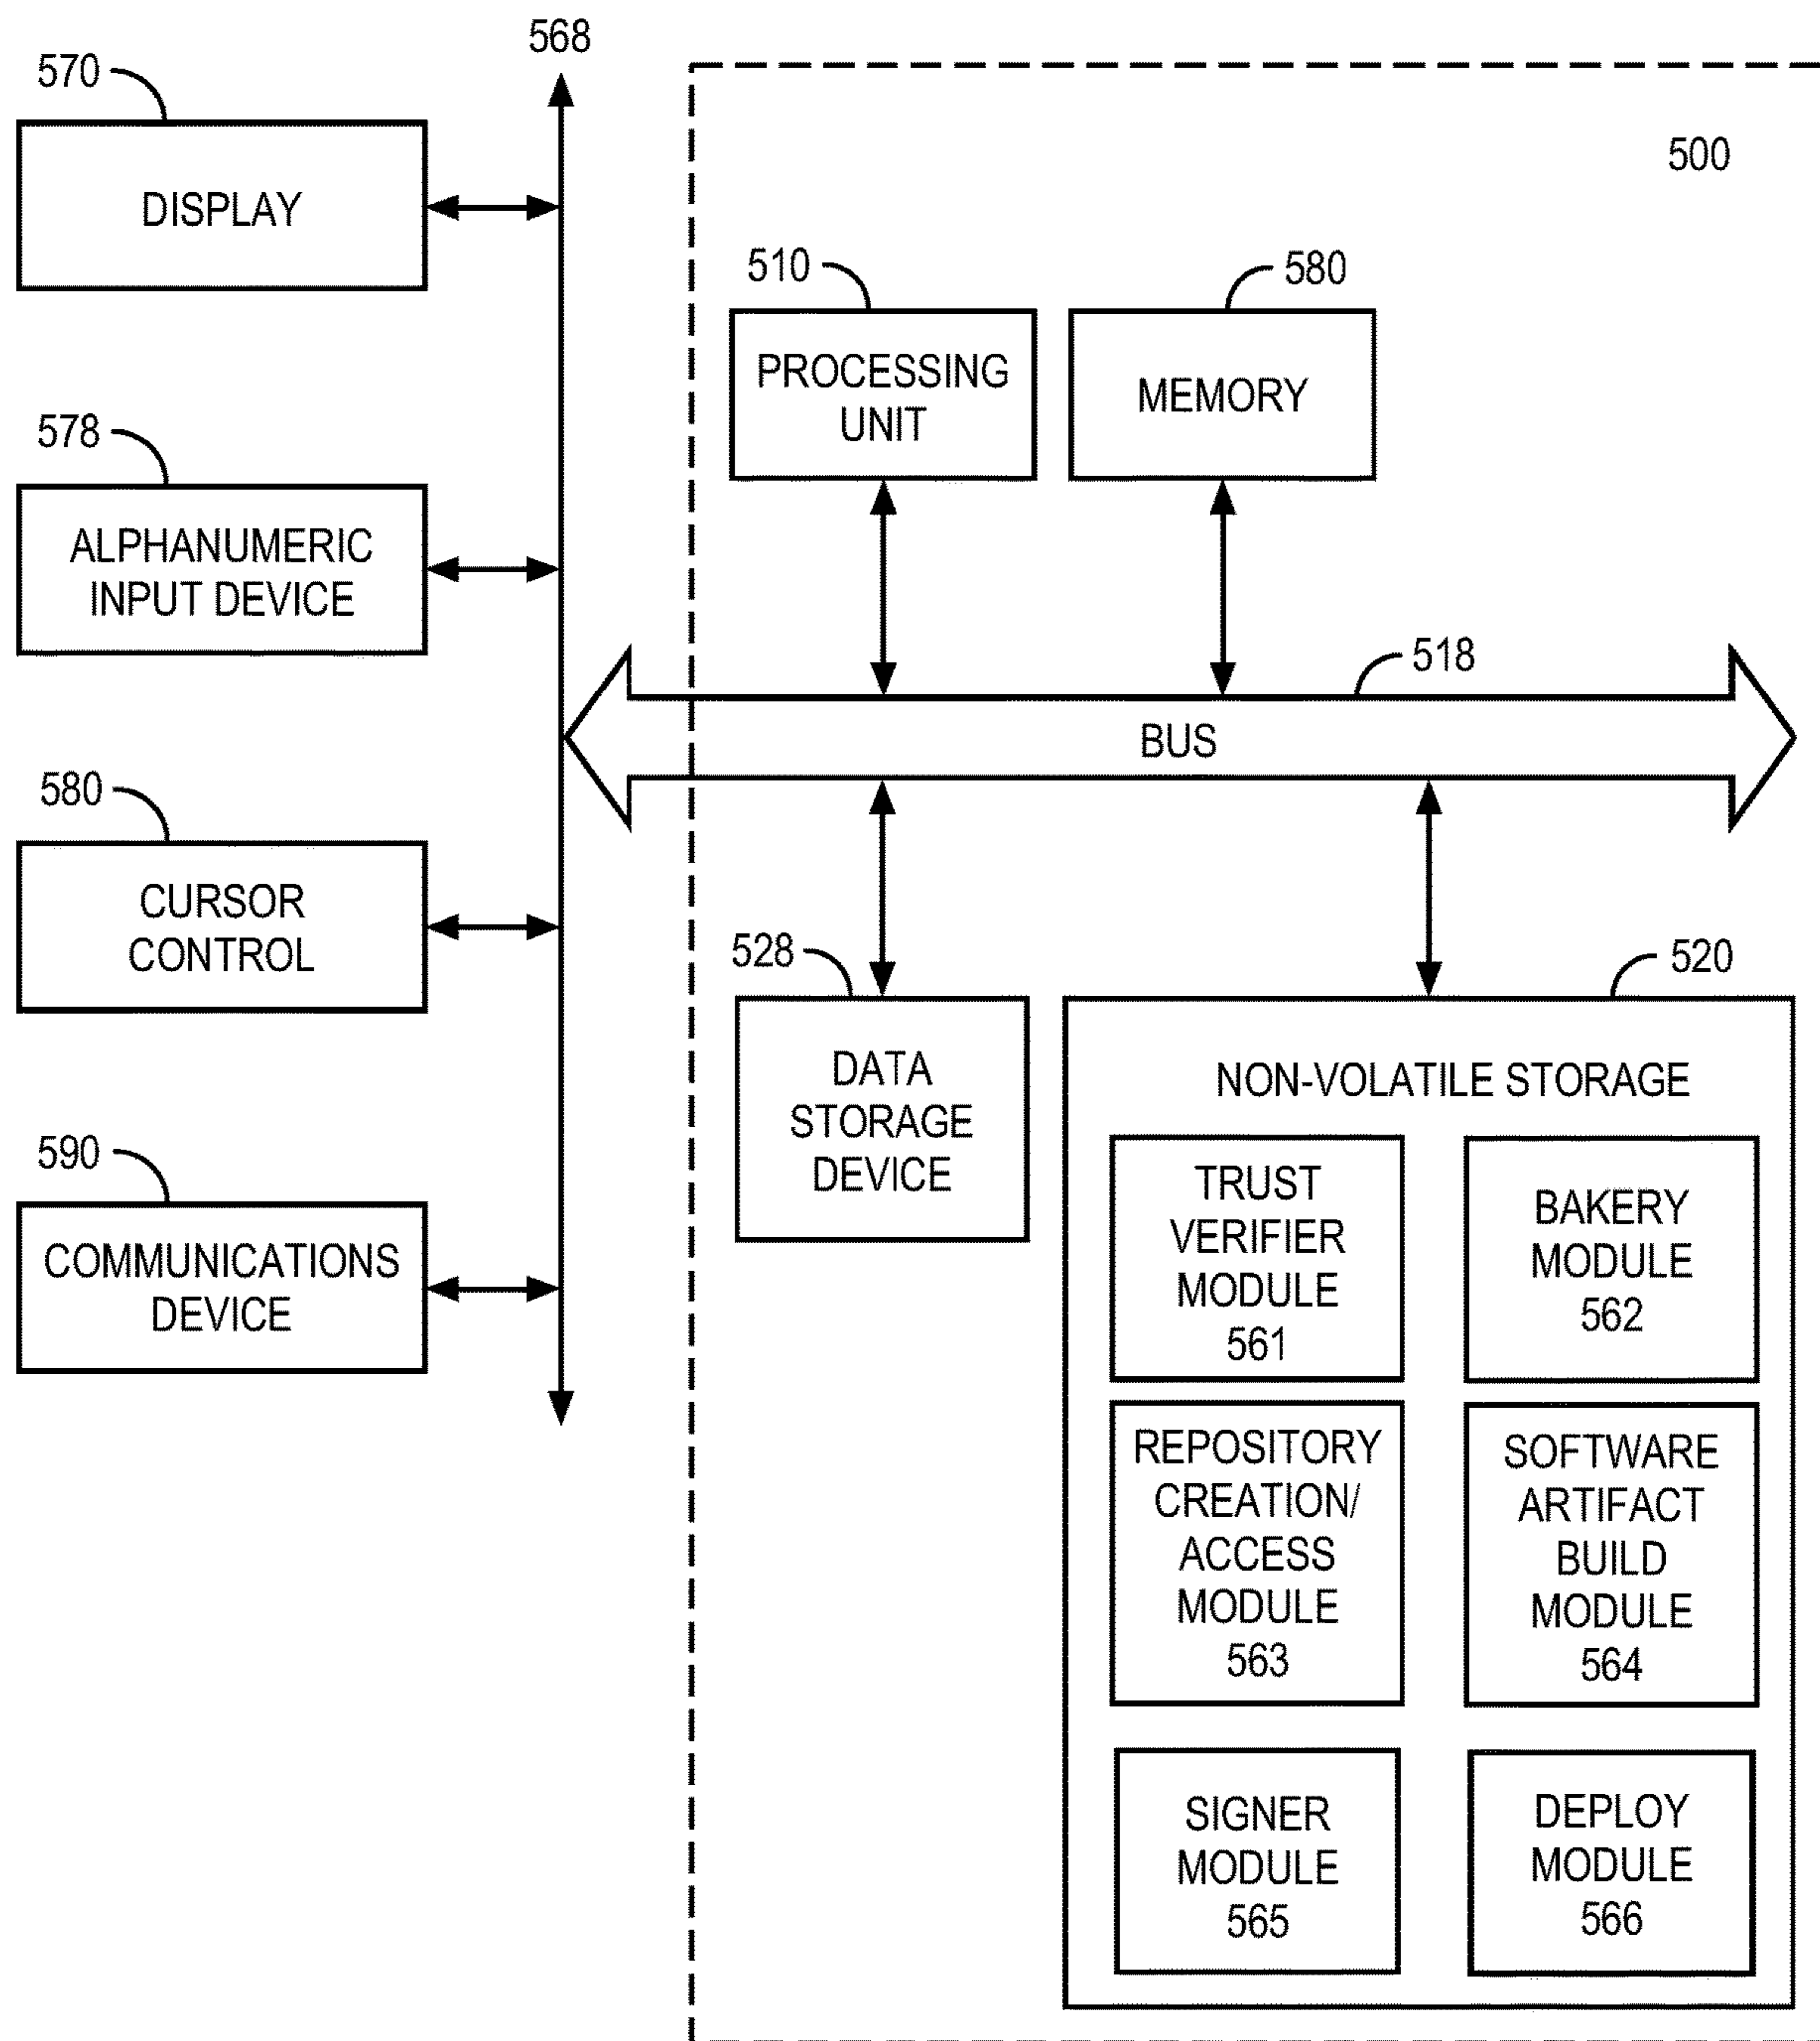 568
570
DISPLAY
578
ALPHANUMERIC
INPUT DEVICE
580
CURSOR
CONTROL
590
COMMUNICATIONS
DEVICE
500
510
PROCESSING
UNIT
580
MEMORY
518
BUS
528
DATA
STORAGE
DEVICE
520
NON-VOLATILE STORAGE
TRUST
VERIFIER
MODULE
561
BAKERY
MODULE
562
REPOSITORY
CREATION/
ACCESS
MODULE
563
SOFTWARE
ARTIFACT
BUILD
MODULE
564
SIGNER
MODULE
565
DEPLOY
MODULE
566